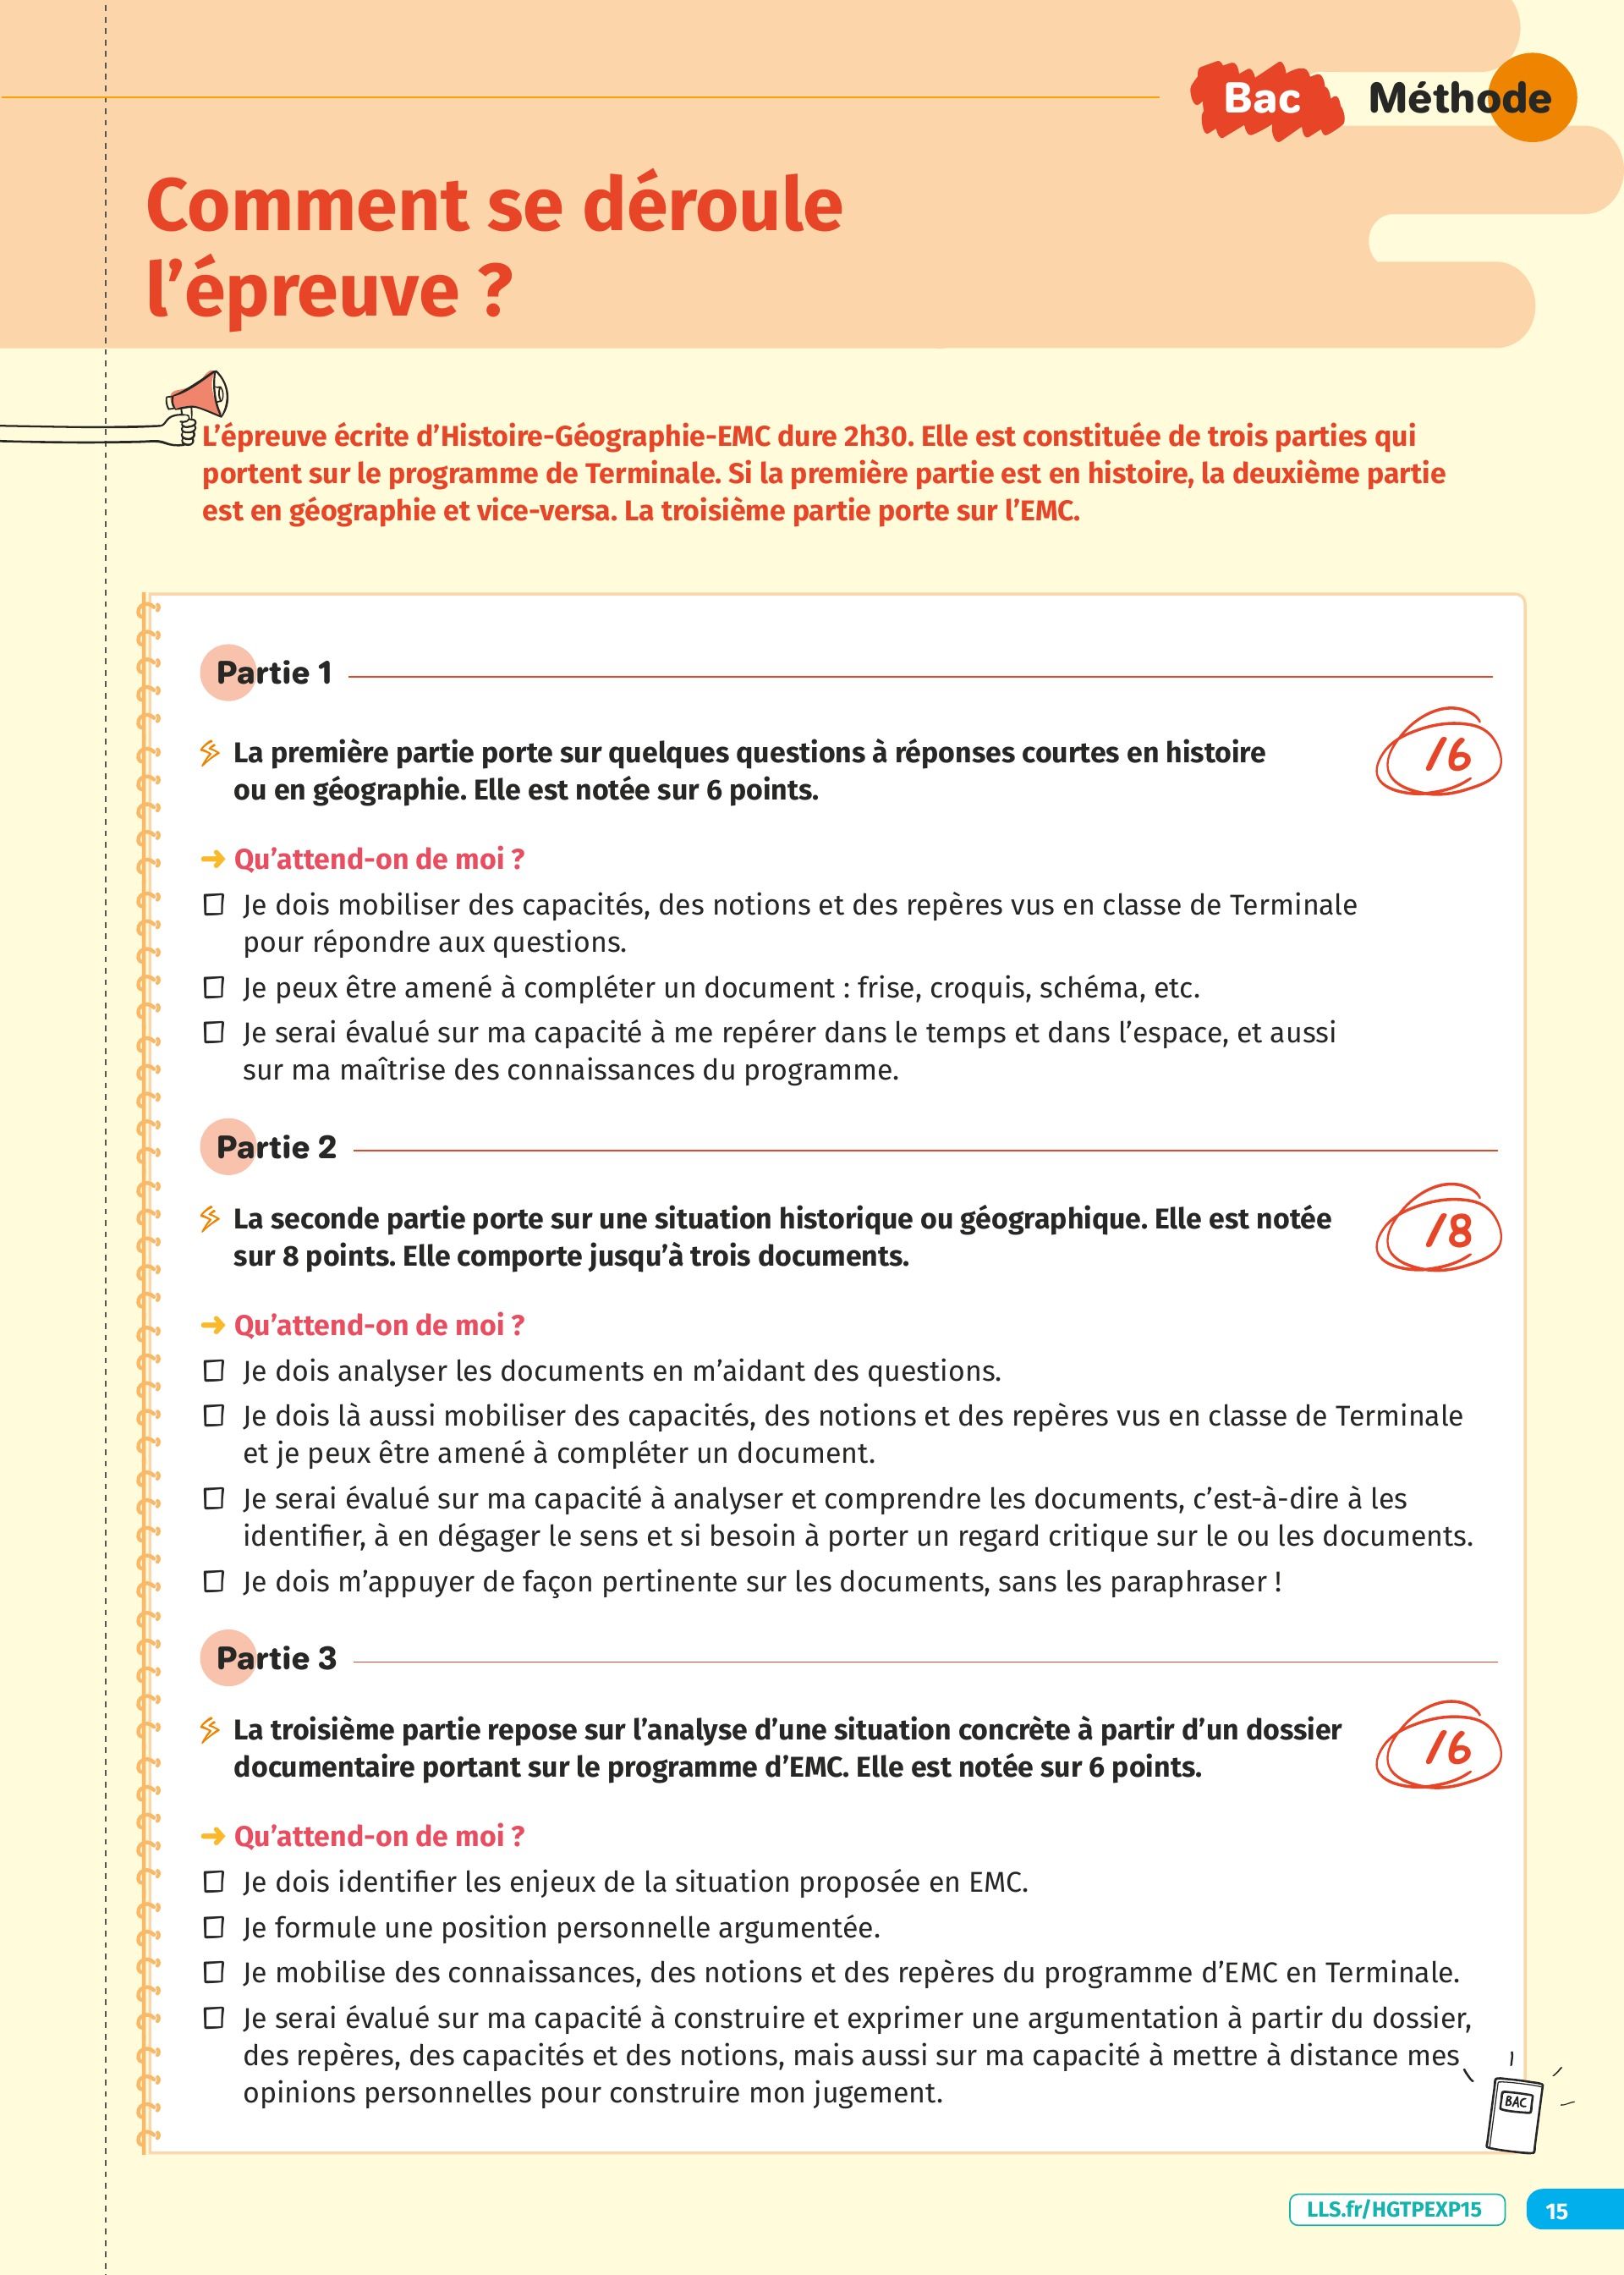 Bac Méthode
Comment se déroule
l’épreuve ?
L’épreuve écrite d’Histoire-Géographie-EMC dure 2h30. Elle est constituée de trois parties qui
portent sur le programme de Terminale. Si la première partie est en histoire, la deuxième partie
est en géographie et vice-versa. La troisième partie porte sur l’EMC.
Partie 1
La première partie porte sur quelques questions à réponses courtes en histoire
ou en géographie. Elle est notée sur 6 points.
/6
Qu’attend-on de moi ?
Je dois mobiliser des capacités, des notions et des repères vus en classe de Terminale
pour répondre aux questions.
Je peux être amené à compléter un document : frise, croquis, schéma, etc.
Je serai évalué sur ma capacité à me repérer dans le temps et dans l’espace, et aussi
sur ma maîtrise des connaissances du programme.
Partie 2
La seconde partie porte sur une situation historique ou géographique. Elle est notée
sur 8 points. Elle comporte jusqu’à trois documents.
/8
Qu’attend-on de moi ?
Je dois analyser les documents en m’aidant des questions.
Je dois là aussi mobiliser des capacités, des notions et des repères vus en classe de Terminale
et je peux être amené à compléter un document.
Je serai évalué sur ma capacité à analyser et comprendre les documents, c’est-à-dire à les
identifier, à en dégager le sens et si besoin à porter un regard critique sur le ou les documents.
Je dois m’appuyer de façon pertinente sur les documents, sans les paraphraser !
Partie 3
La troisième partie repose sur l’analyse d’une situation concrète à partir d’un dossier
documentaire portant sur le programme d’EMC. Elle est notée sur 6 points.
/6
Qu’attend-on de moi ?
Je dois identifier les enjeux de la situation proposée en EMC.
Je formule une position personnelle argumentée.
Je mobilise des connaissances, des notions et des repères du programme d’EMC en Terminale.
Je serai évalué sur ma capacité à construire et exprimer une argumentation à partir du dossier,
des repères, des capacités et des notions, mais aussi sur ma capacité à mettre à distance mes
opinions personnelles pour construire mon jugement.
BAC
LLS.fr/HGTPEXP15
15